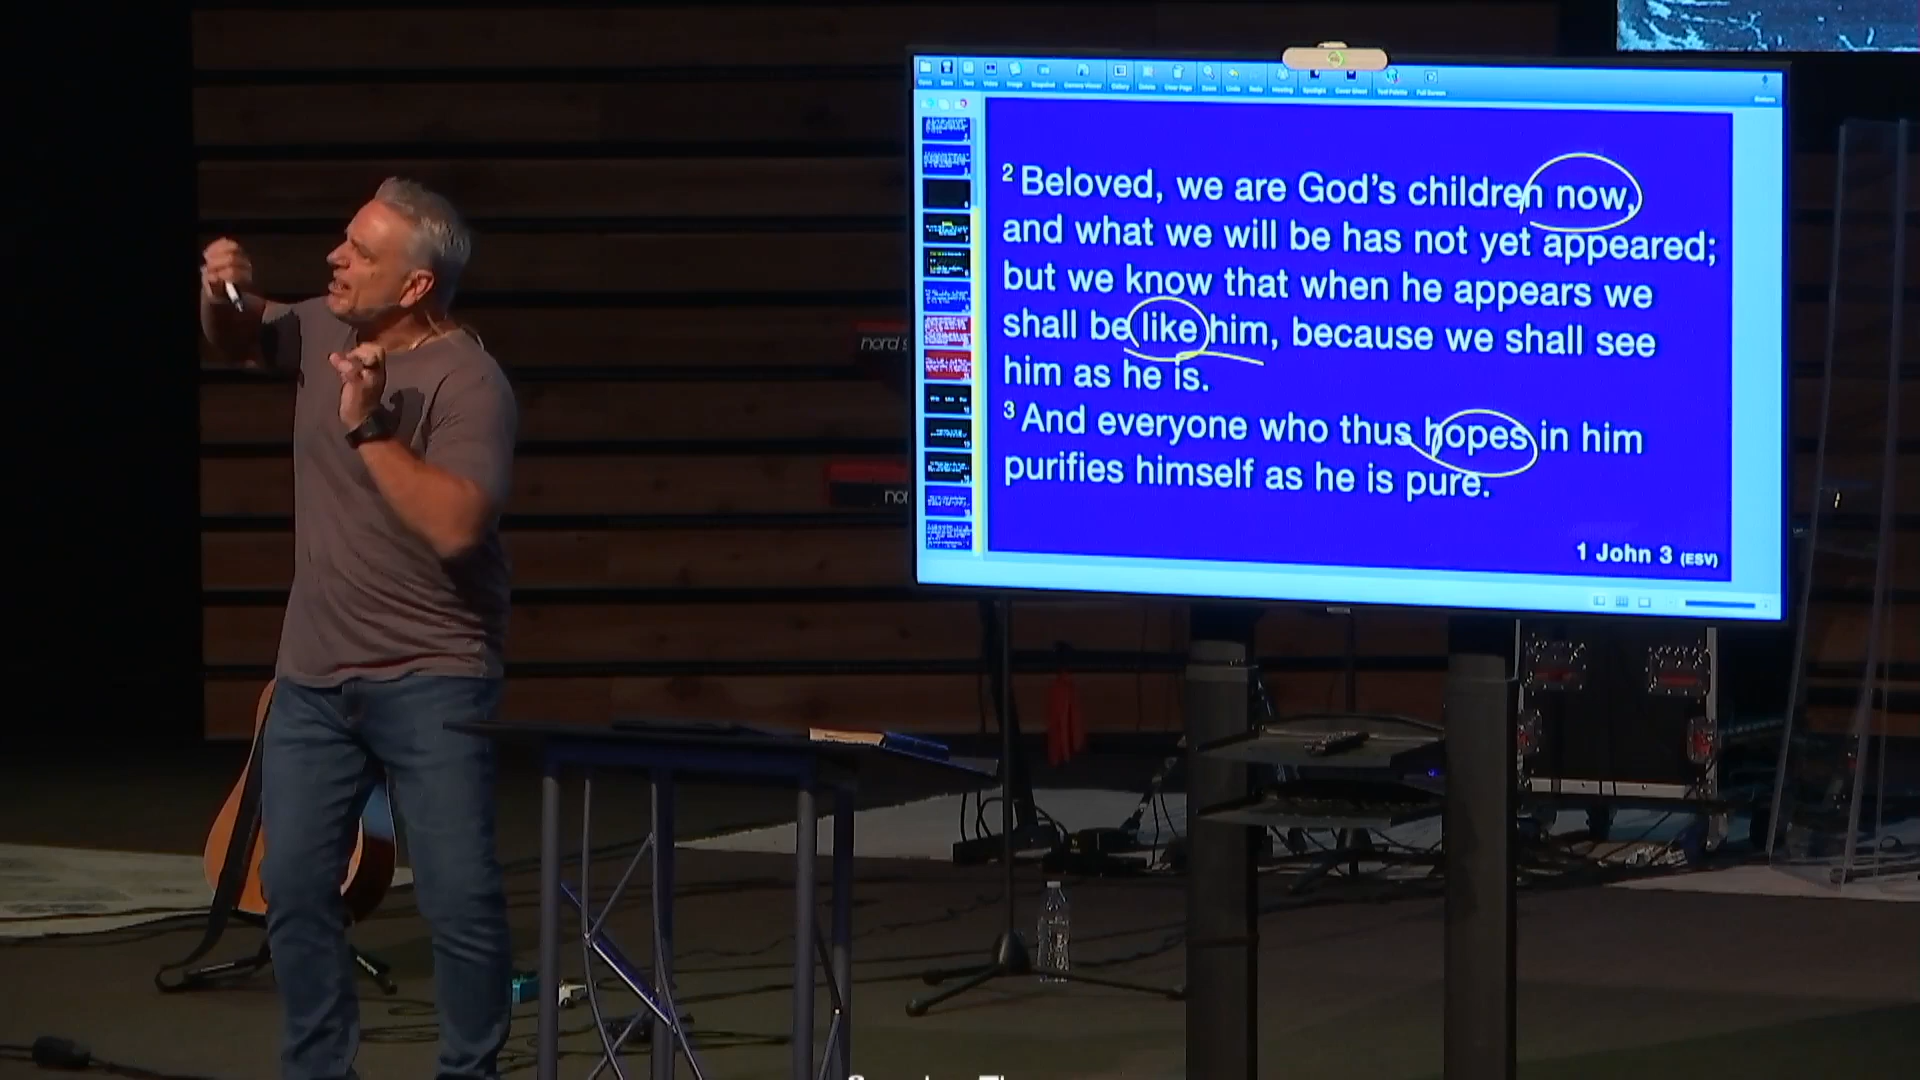 ² Beloved, we are God’s children now,
and what we will be has not yet appeared;
but we know that when he appears we
shall be like him, because we shall see
him as he is.
³ And everyone who thus hopes in him
purifies himself as he is pure.
1 John 3 (ESV)
nord